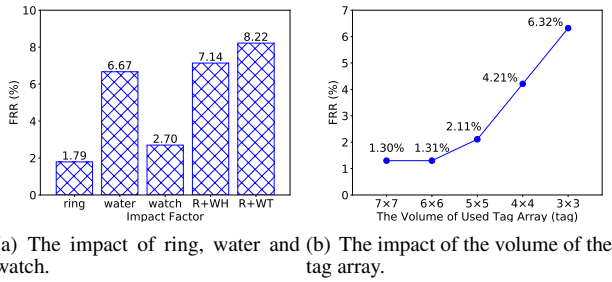 10
8
6
4
2
0
FRR (%)
1.79
6.67
2.70
7.14
8.22
ring water watch R+WH R+WT
Impact Factor
7
6
5
4
3
2
1
0
FRR (%)
1.30%
1.31%
2.11%
4.21%
6.32%
7×7 6×6 5×5 4×4 3×3
The Volume of Used Tag Array (tag)
a) The impact of ring, water and
watch.
(b) The impact of the volume of the
tag array.